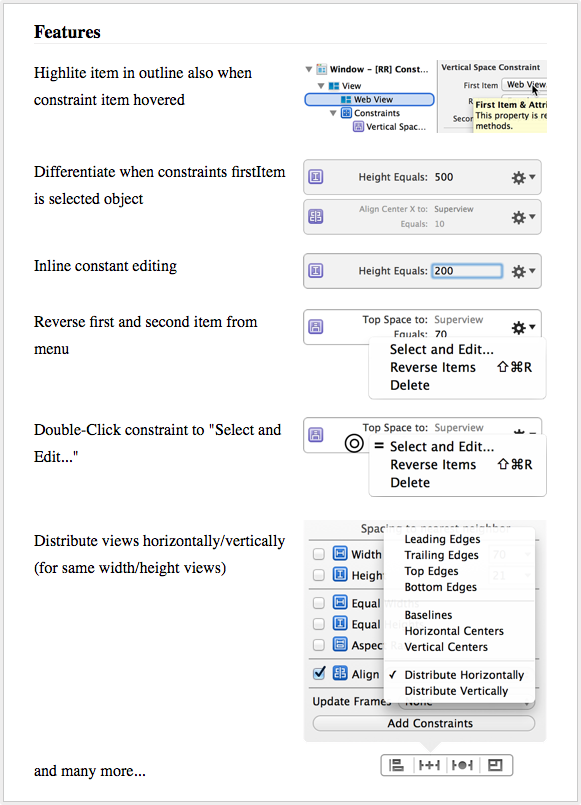 Features
Highlite item in outline also when
constraint item hovered
Window – [RR] Const...
View
Web View
Constraints
Vertical Spac...
Vertical Space Constraint
First Item Web View
R
Secon
First Item & Attri
This property is re
methods.
Differentiate when constraints firstItem
is selected object
Height Equals: 500
Align Center X to: Superview
Equals: 10
Inline constant editing
Height Equals: 200
Reverse first and second item from
menu
Top Space to: Superview
Equals: 70
Select and Edit...
Reverse Items ⇧⌘R
Delete
Double-Click constraint to "Select and
Edit..."
Top Space to: Superview
= Select and Edit...
Reverse Items ⇧⌘R
Delete
Distribute views horizontally/vertically
(for same width/height views)
Spacing to nearest neighbor
Width
Height
Equal
Equal
Aspect
Align
Leading Edges
Trailing Edges
Top Edges
Bottom Edges
Baselines
Horizontal Centers
Vertical Centers
✓ Distribute Horizontally
Distribute Vertically
Update Frames None
Add Constraints
and many more...